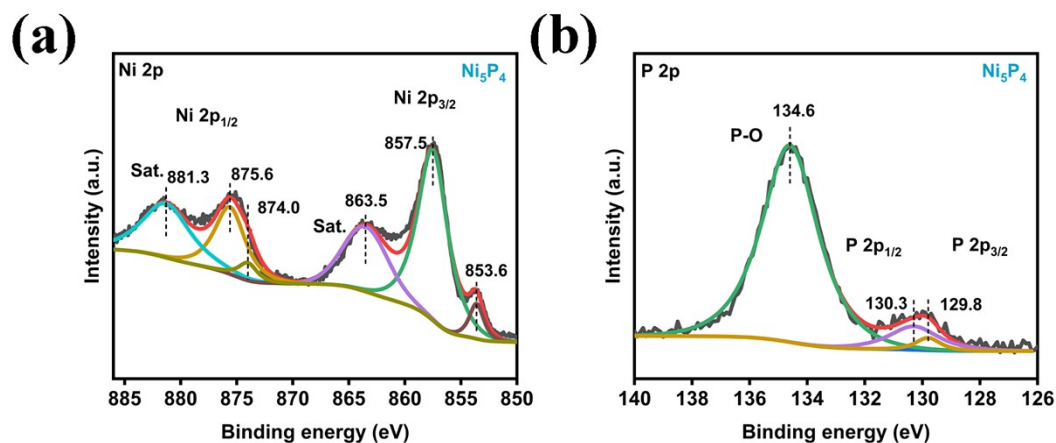 (a)
Ni 2p
Ni₅P₄
Ni 2p₁/₂
Ni 2p₃/₂
Sat.
881.3
875.6
874.0
Sat.
863.5
857.5
853.6
Intensity (a.u.)
885 880 875 870 865 860 855 850
Binding energy (eV)
(b)
P 2p
Ni₅P₄
P-O
134.6
P 2p₁/₂
P 2p₃/₂
130.3
129.8
Intensity (a.u.)
140 138 136 134 132 130 128 126
Binding energy (eV)